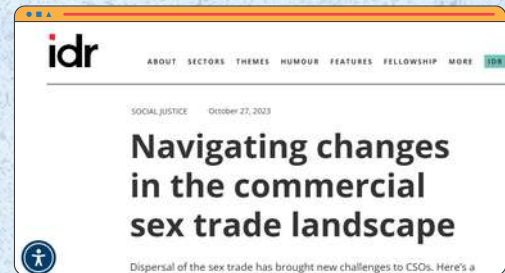 idr
ABOUT SECTORS THEMES HUMOUR FEATURES FELLOWSHIP MORE IDR
SOCIAL JUSTICE October 27, 2023
Navigating changes
in the commercial
sex trade landscape
Dispersal of the sex trade has brought new challenges to CSOs. Here's a